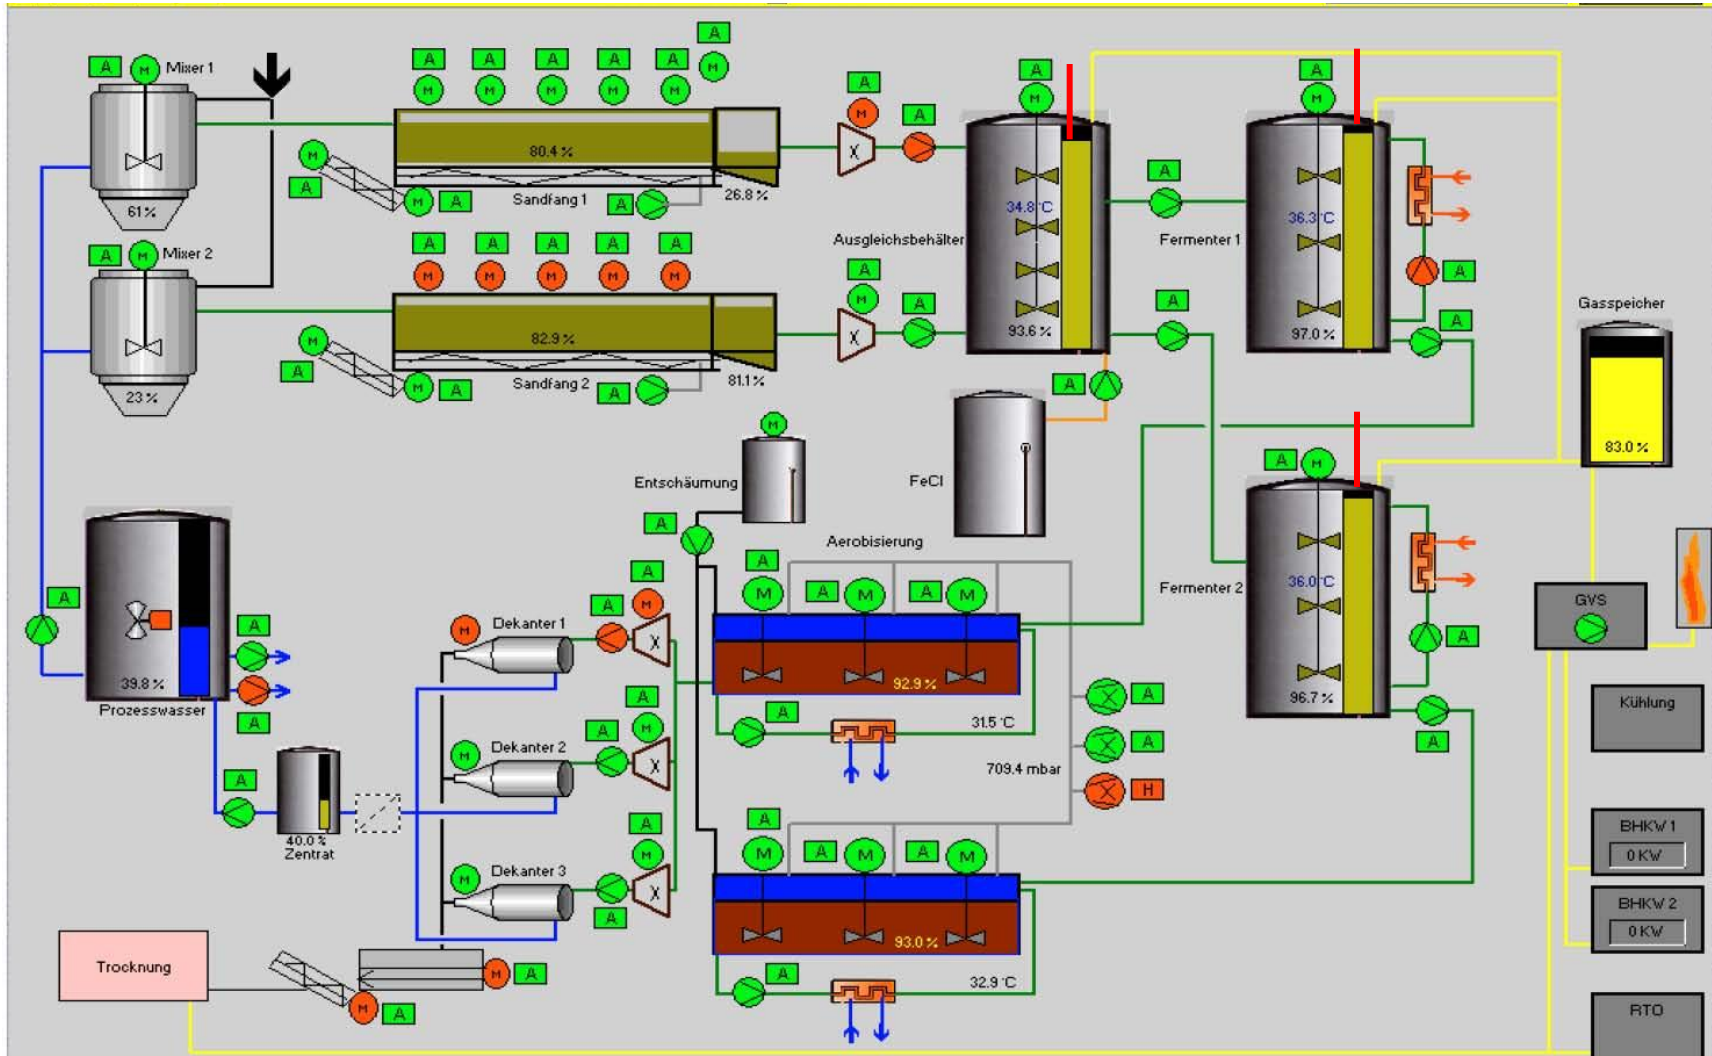 A M Mixer 1
A A A A A A
M M M M M M
80.4 %
26.8 %
M A
Sandfang 1
M A A
61 %
A M Mixer 2
A A A A A
M M M M M
82.9 %
81.1 %
M A
Sandfang 2
M A A
23 %
A M X A
A M X A
A M
Ausgleichsbehälter
34.8 °C
93.6 %
A
A
A
FeCl
A M
Fermenter 1
36.3 °C
97.0 %
A
A
A M
Fermenter 2
36.0 °C
96.7 %
A
A
Gasspeicher
83.0 %
GVS
Kühlung
BHKW 1
0 KW
BHKW 2
0 KW
RTO
M
Entschäumung
A
Aerobisierung
A M A M A M
92.9 %
A
31.5 °C
A
A
709.4 mbar
H
A M A M A M
93.0 %
A
32.9 °C
A
39.8 %
Prozesswasser
A
A
A
40.0 %
Zentrat
M Dekanter 1 A A M X
M Dekanter 2 A A M X
M Dekanter 3 A A M X
Trocknung
M A
M A